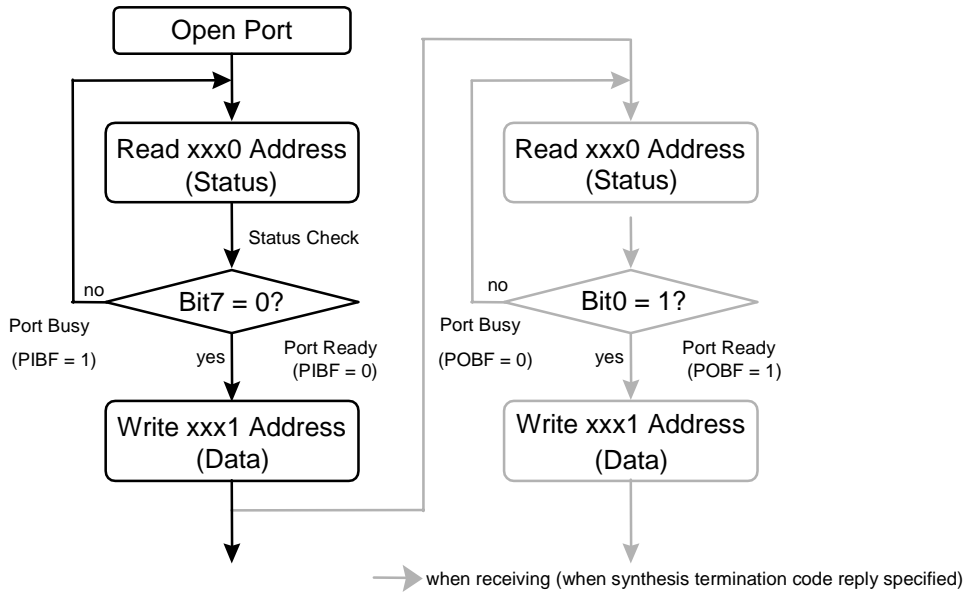 Open Port
Read xxx0 Address
(Status)
Status Check
Bit7 = 0?
no
Port Busy
(PIBF = 1)
yes
Port Ready
(PIBF = 0)
Write xxx1 Address
(Data)
Read xxx0 Address
(Status)
Bit0 = 1?
no
Port Busy
(POBF = 0)
yes
Port Ready
(POBF = 1)
Write xxx1 Address
(Data)
when receiving (when synthesis termination code reply specified)